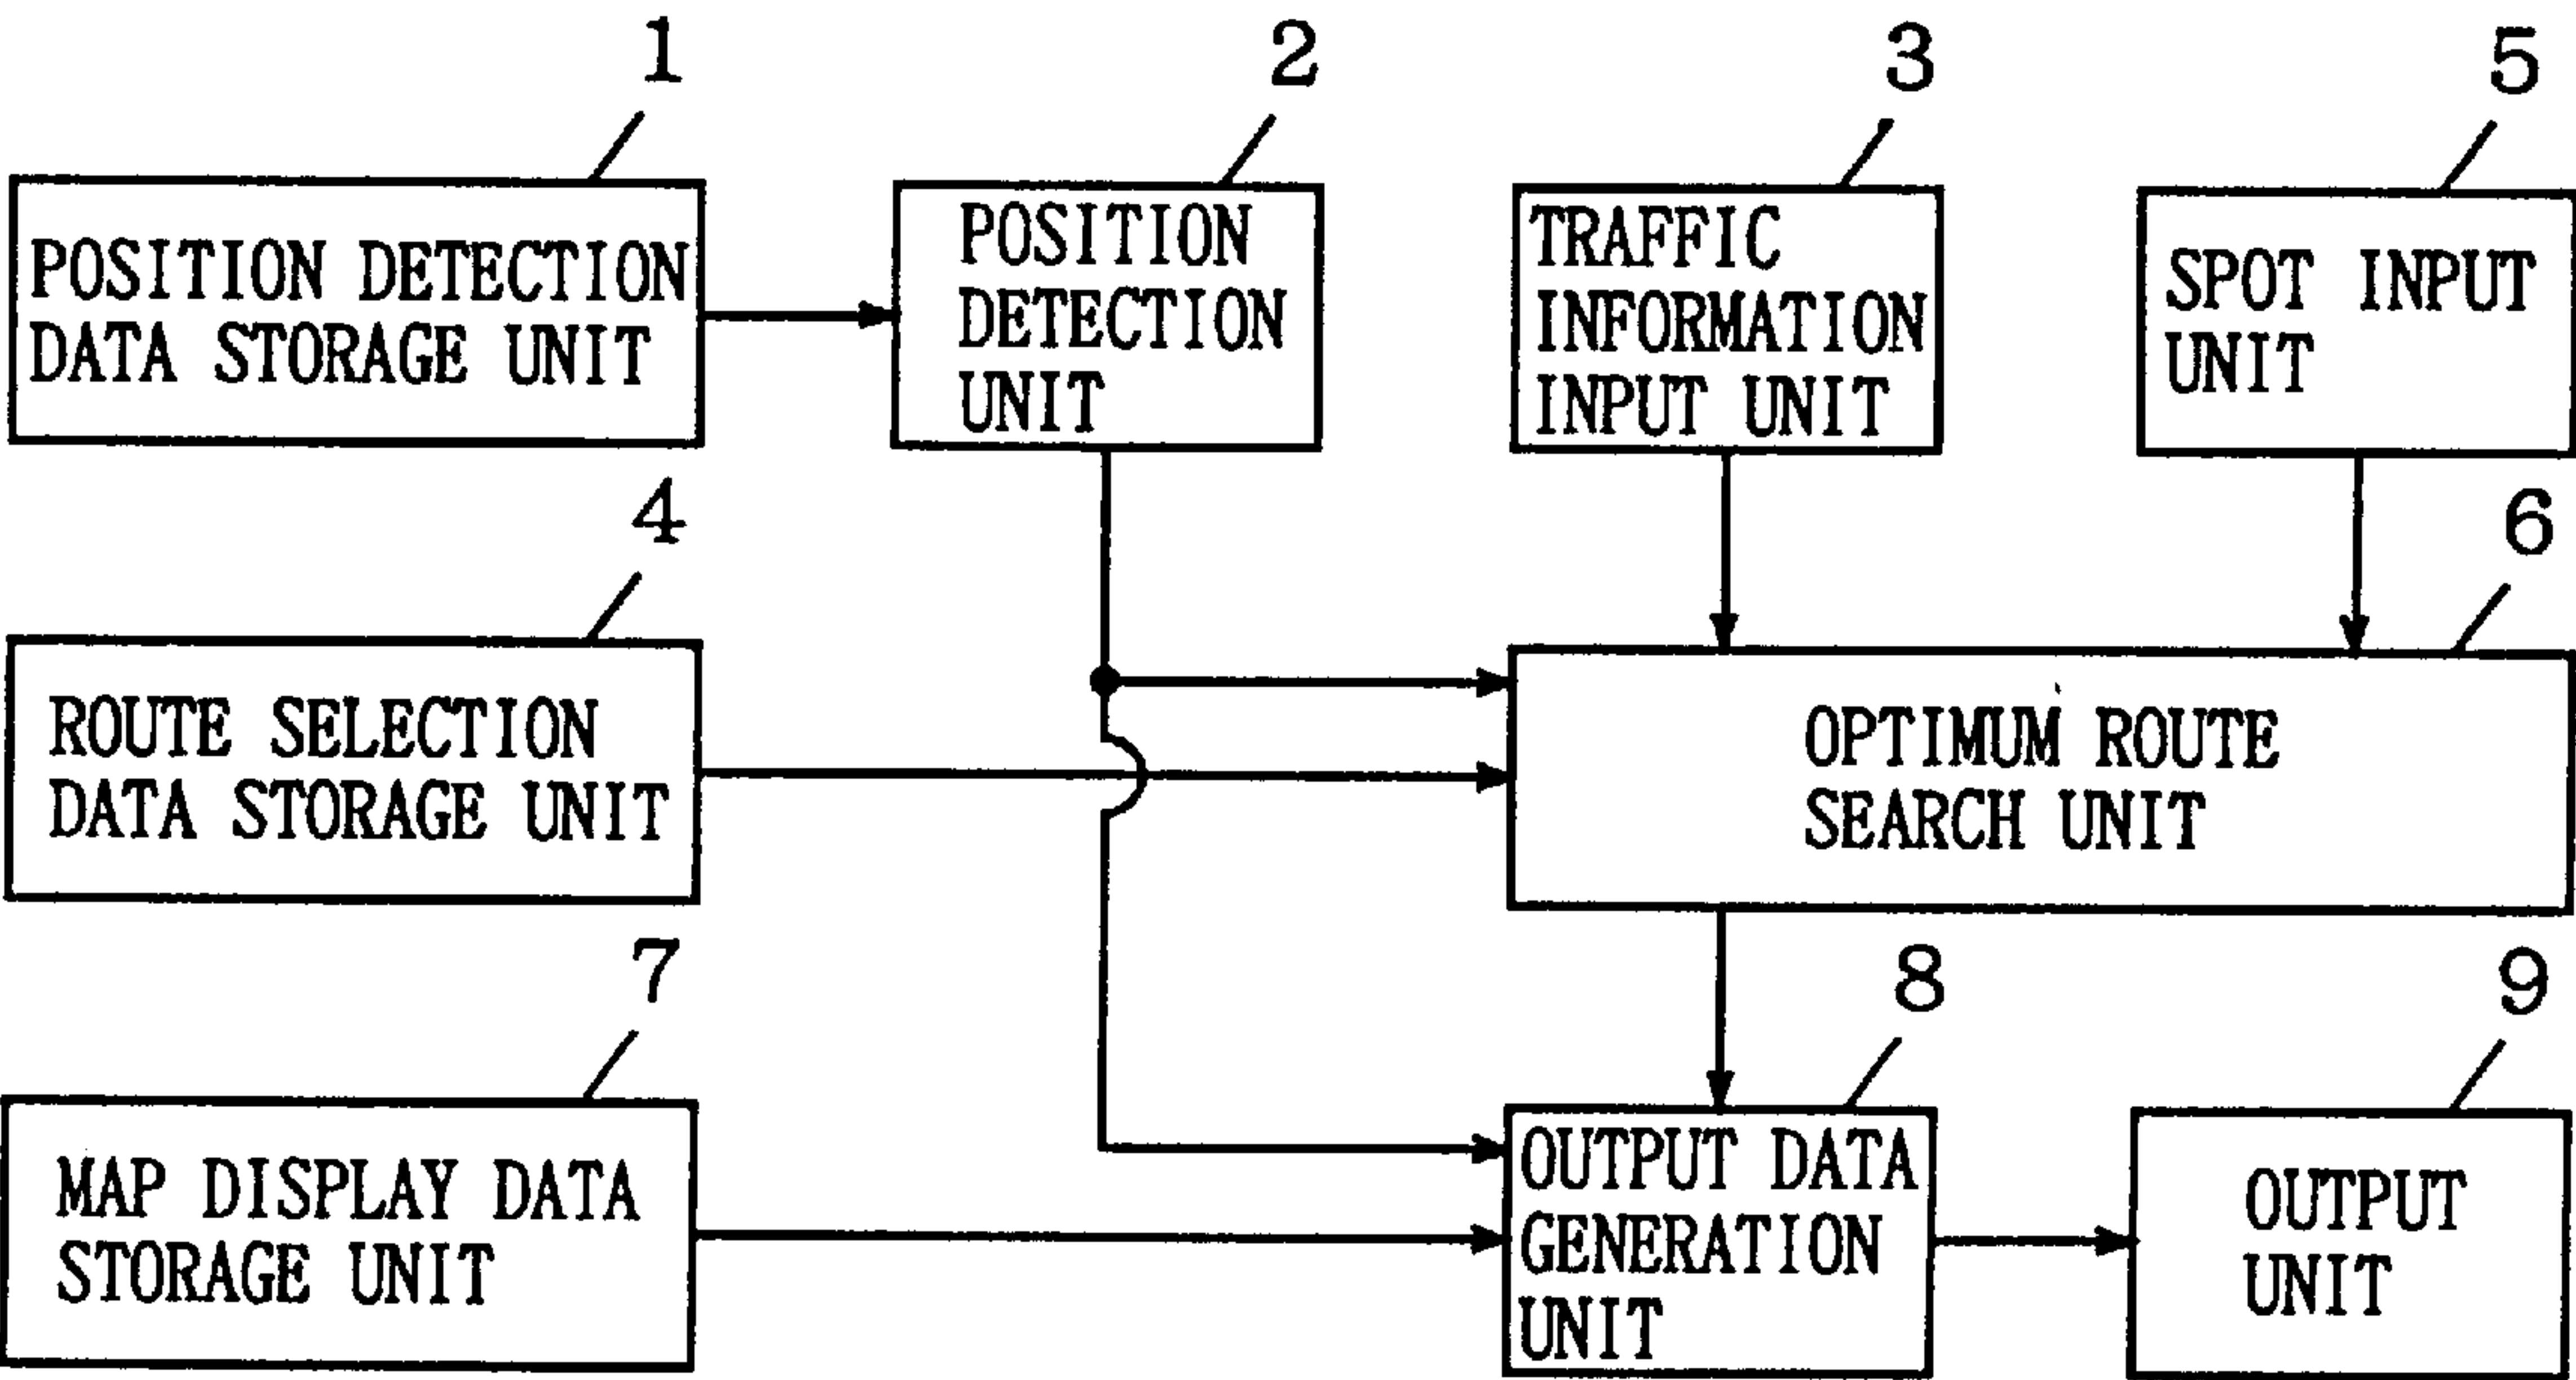 1
2
3
5
POSITION DETECTION
DATA STORAGE UNIT
POSITION
DETECTION
UNIT
TRAFFIC
INFORMATION
INPUT UNIT
SPOT INPUT
UNIT
4
6
ROUTE SELECTION
DATA STORAGE UNIT
OPTIMUM ROUTE
SEARCH UNIT
7
8
9
MAP DISPLAY DATA
STORAGE UNIT
OUTPUT DATA
GENERATION
UNIT
OUTPUT
UNIT